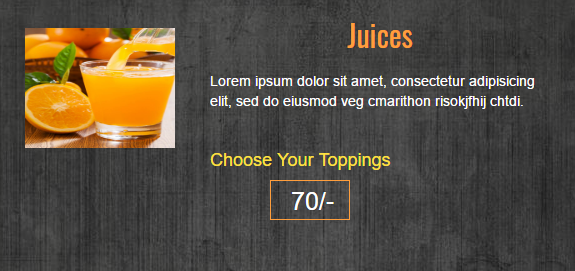 Juices
Lorem ipsum dolor sit amet, consectetur adipisicing
elit, sed do eiusmod veg cmarithon risokjfhij chtdi.
Choose Your Toppings
70/-